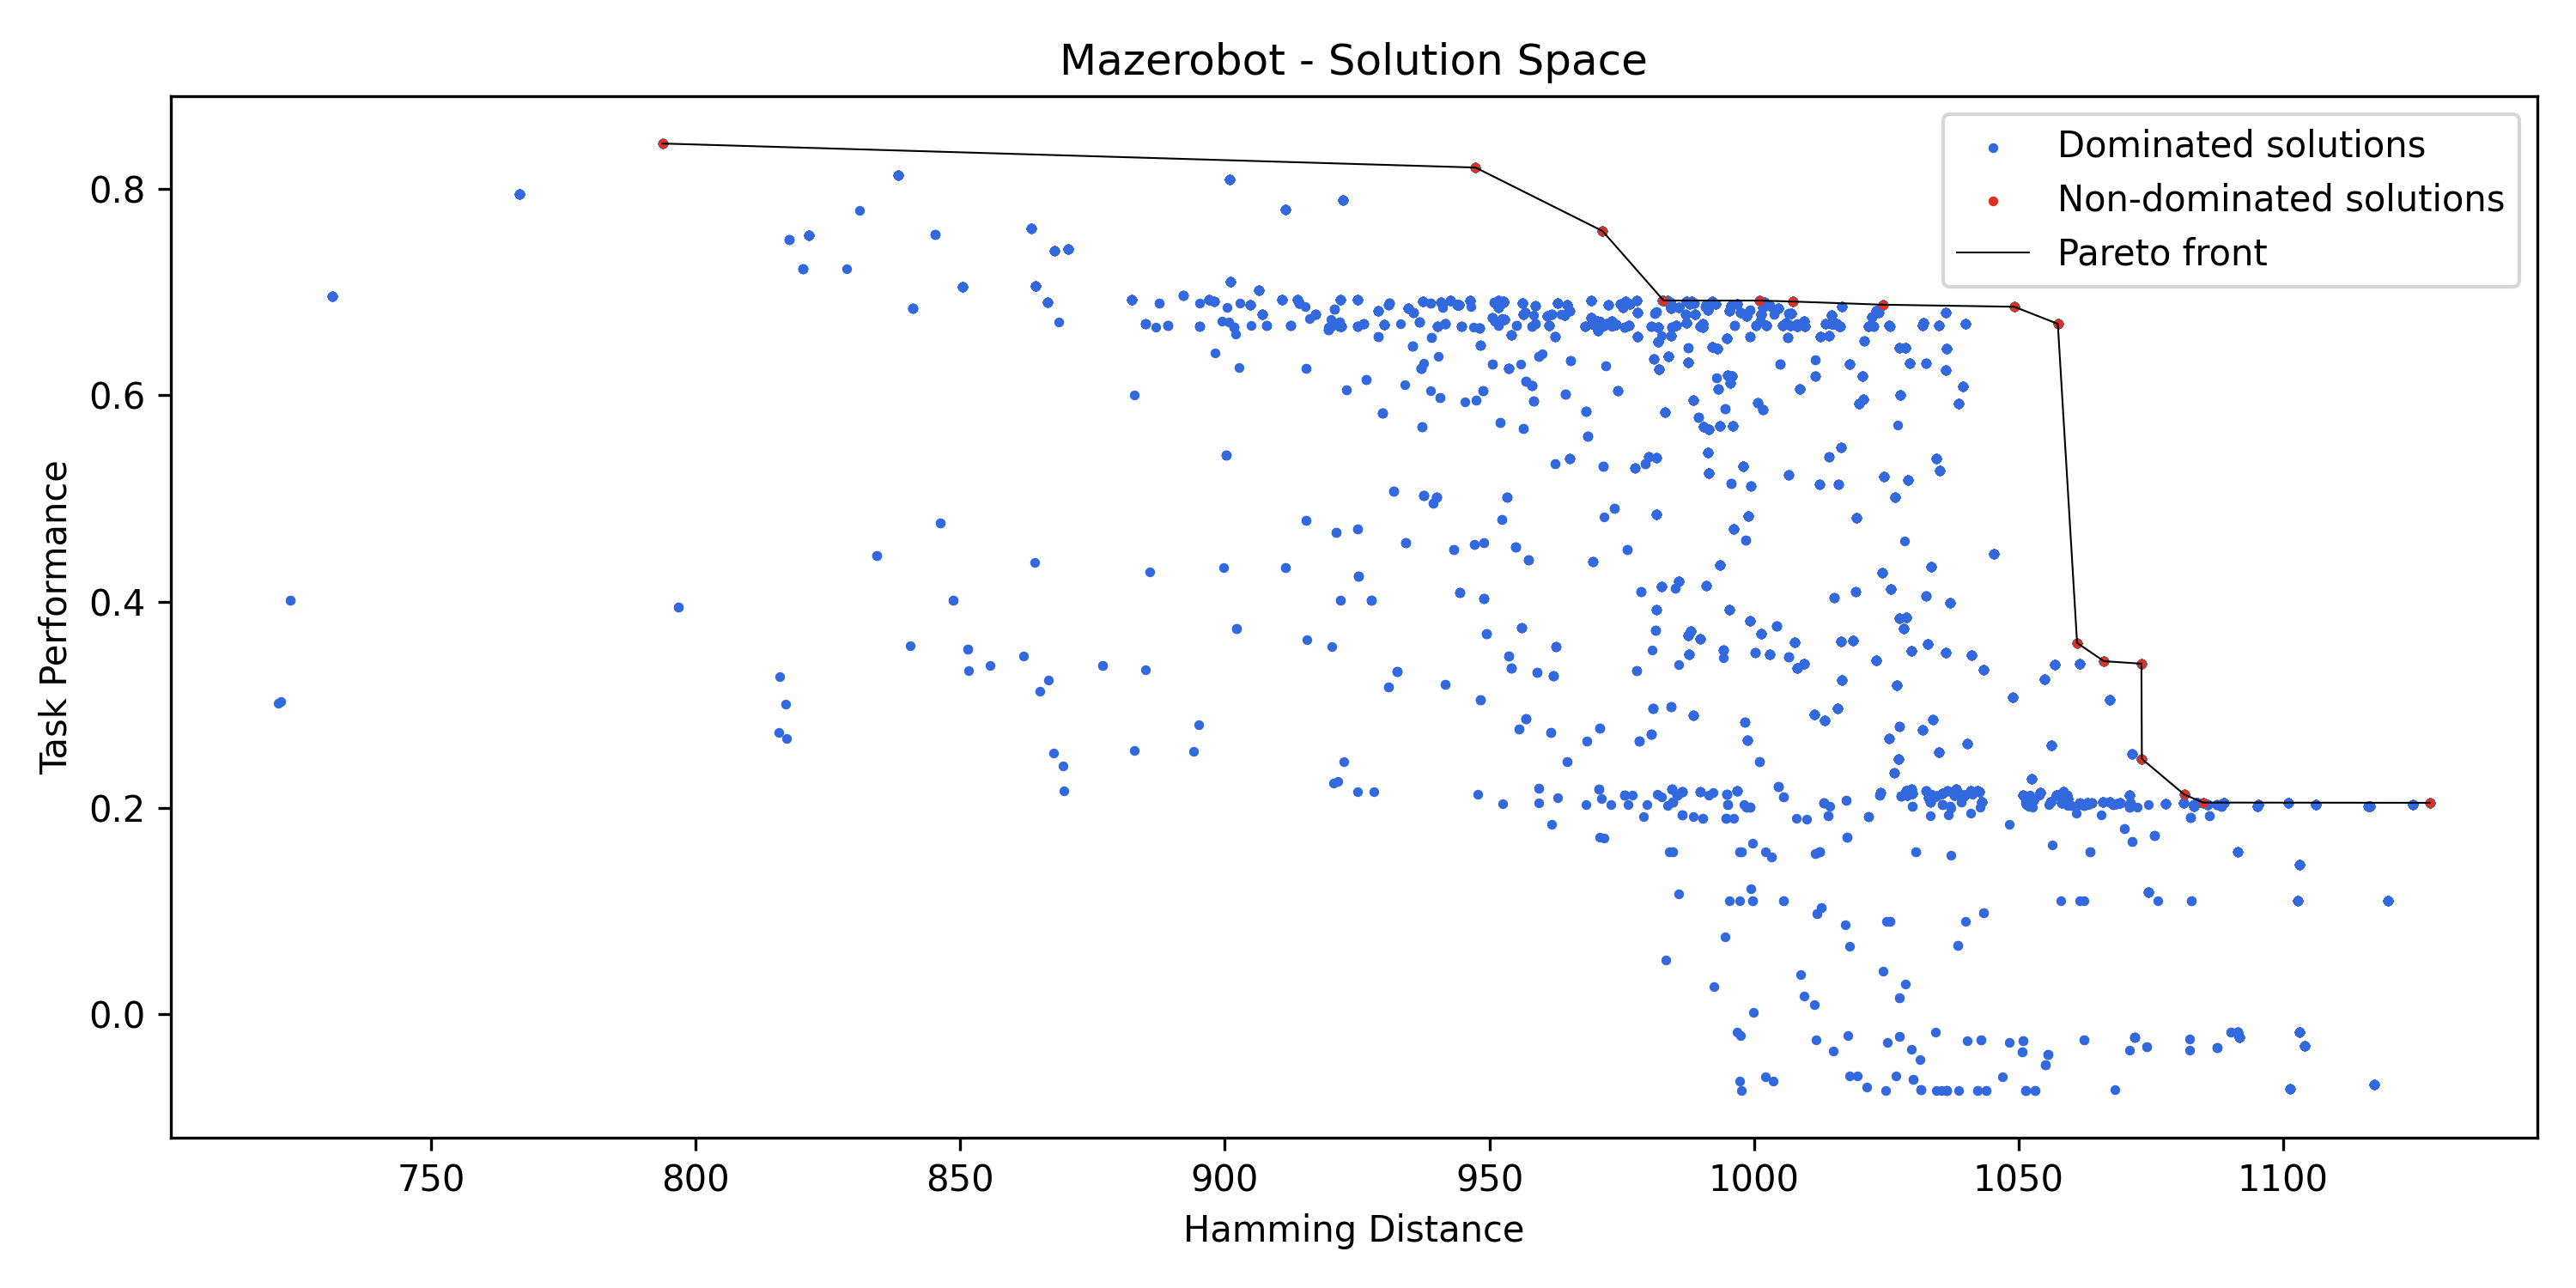 Mazerobot - Solution Space
Dominated solutions
Non-dominated solutions
Pareto front
Task Performance
0.8
0.6
0.4
0.2
0.0
750 800 850 900 950 1000 1050 1100
Hamming Distance